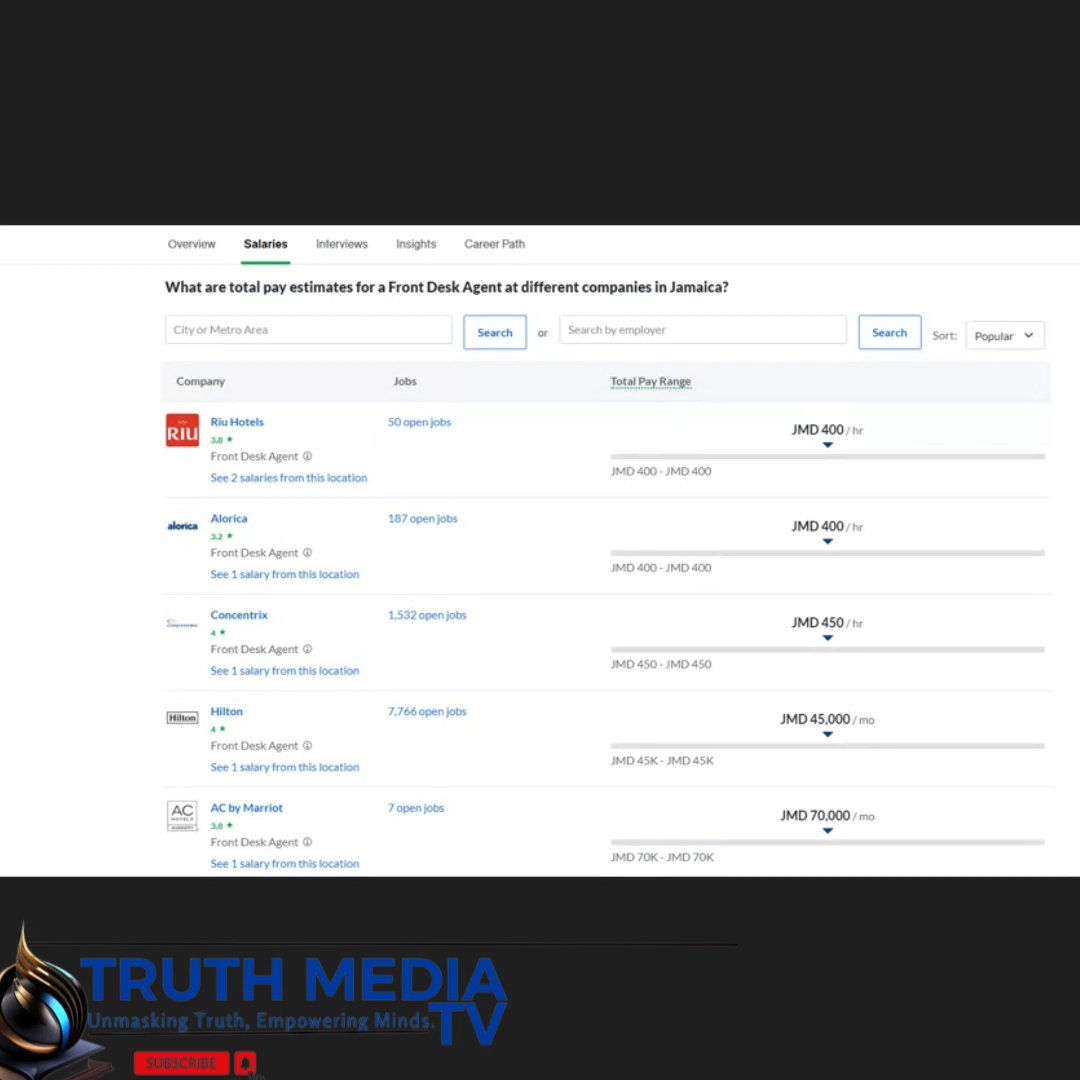 Overview Salaries Interviews Insights Career Path
What are total pay estimates for a Front Desk Agent at different companies in Jamaica?
City or Metro Area Search or Search by employer Search Sort: Popular
Company Jobs Total Pay Range
RIU Riu Hotels 50 open jobs JMD 400 / hr
3.8 ★
Front Desk Agent
JMD 400 - JMD 400
See 2 salaries from this location
alorica Alorica 187 open jobs JMD 400 / hr
3.2 ★
Front Desk Agent
JMD 400 - JMD 400
See 1 salary from this location
Concentrix 1,532 open jobs JMD 450 / hr
4 ★
Front Desk Agent
JMD 450 - JMD 450
See 1 salary from this location
Hilton Hilton 7,766 open jobs JMD 45,000 / mo
4 ★
Front Desk Agent
JMD 45K - JMD 45K
See 1 salary from this location
AC HOTELS AC by Marriot 7 open jobs JMD 70,000 / mo
3.8 ★
Front Desk Agent
JMD 70K - JMD 70K
See 1 salary from this location
TRUTH MEDIA
Unmasking Truth, Empowering Minds. TV
SUBSCRIBE